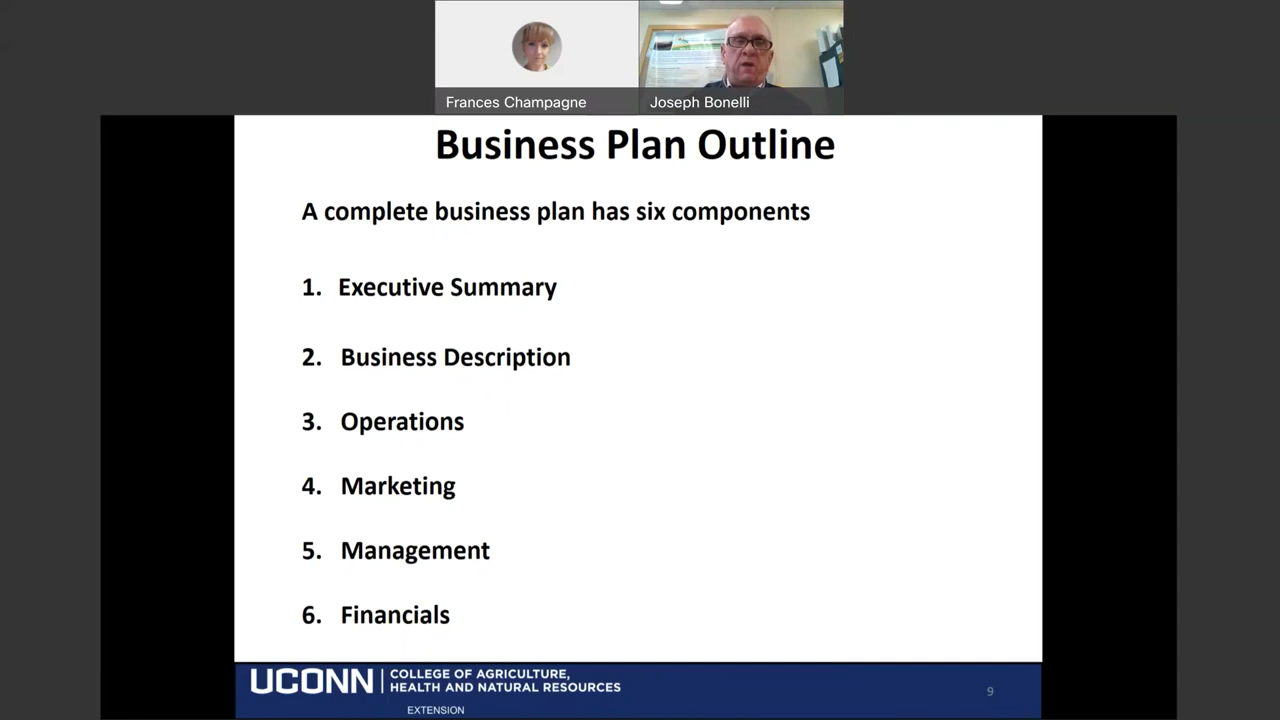 Frances Champagne
Joseph Bonelli
Business Plan Outline
A complete business plan has six components
1. Executive Summary
2. Business Description
3. Operations
4. Marketing
5. Management
6. Financials
UCONN
COLLEGE OF AGRICULTURE,
HEALTH AND NATURAL RESOURCES
EXTENSION
9